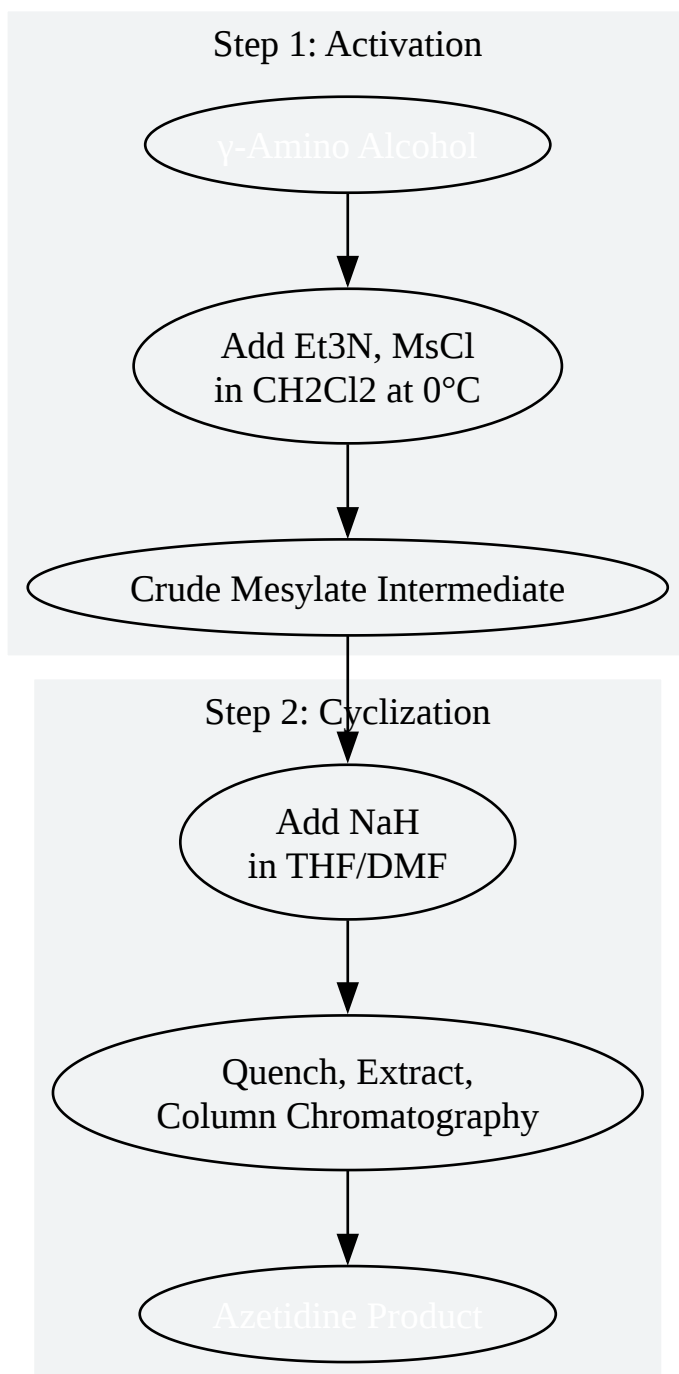 Step 1: Activation
γ-Amino Alcohol
Add Et3N, MsCl
in CH2Cl2 at 0°C
Crude Mesylate Intermediate
Step 2: Cyclization
Add NaH
in THF/DMF
Quench, Extract,
Column Chromatography
Azetidine Product